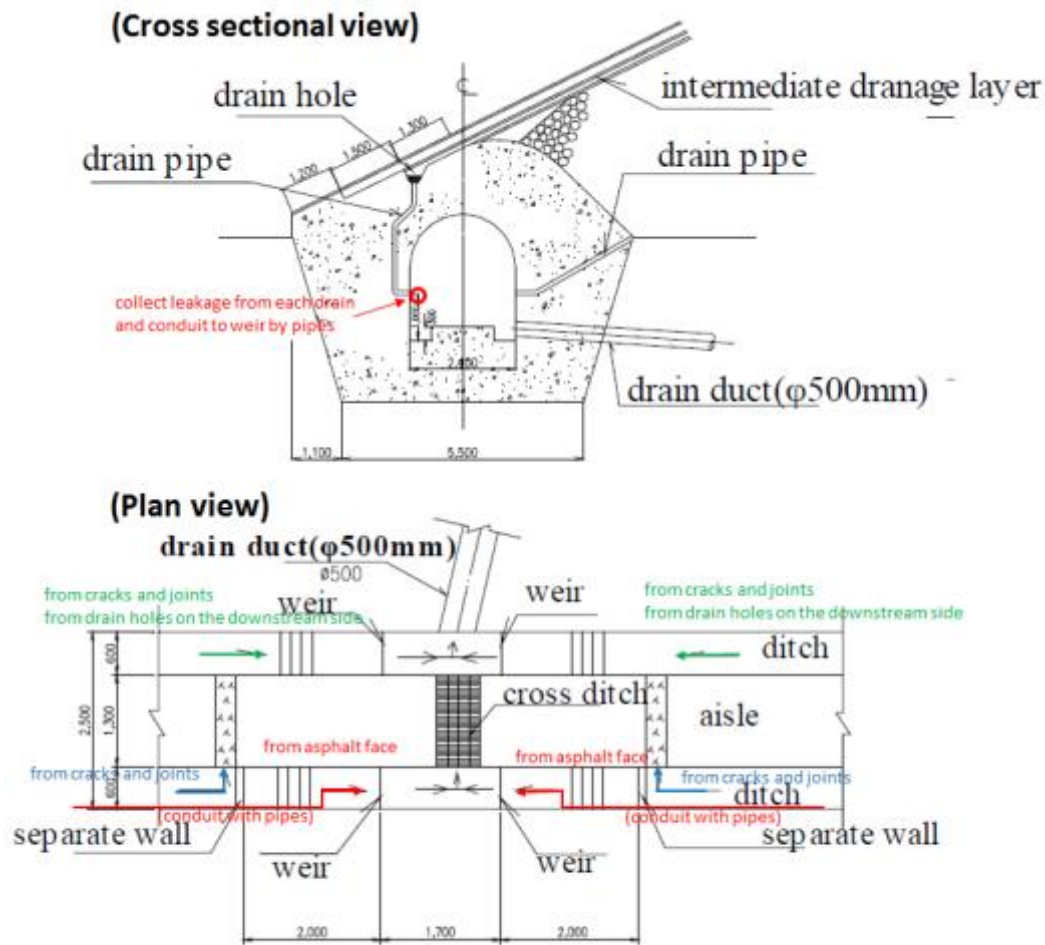 (Cross sectional view)
drain hole
intermediate dranage layer
drain pipe
drain pipe
1,300
1,500
1,200
collect leakage from each drain
and conduit to weir by pipes
drain duct(φ500mm)
1,100
5,500
(Plan view)
drain duct(φ500mm)
ø500
from cracks and joints
from drain holes on the downstream side
weir
weir
from cracks and joints
from drain holes on the downstream side
ditch
600
cross ditch
aisle
2,500
1,300
from asphalt face
from asphalt face
from cracks and joints
from cracks and joints
600
ditch
(conduit with pipes)
(conduit with pipes)
separate wall
separate wall
weir
weir
2,000
1,700
2,000